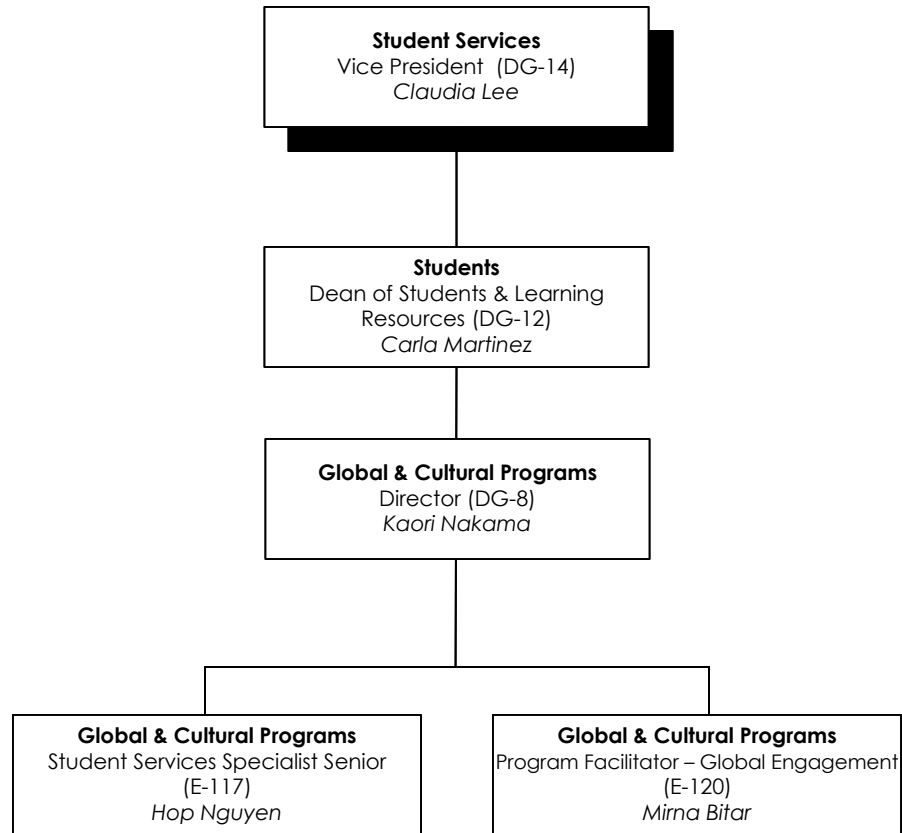 Student Services
Vice President (DG-14)
Claudia Lee
Students
Dean of Students & Learning
Resources (DG-12)
Carla Martinez
Global & Cultural Programs
Director (DG-8)
Kaori Nakama
Global & Cultural Programs
Student Services Specialist Senior
(E-117)
Hop Nguyen
Global & Cultural Programs
Program Facilitator – Global Engagement
(E-120)
Mirna Bitar